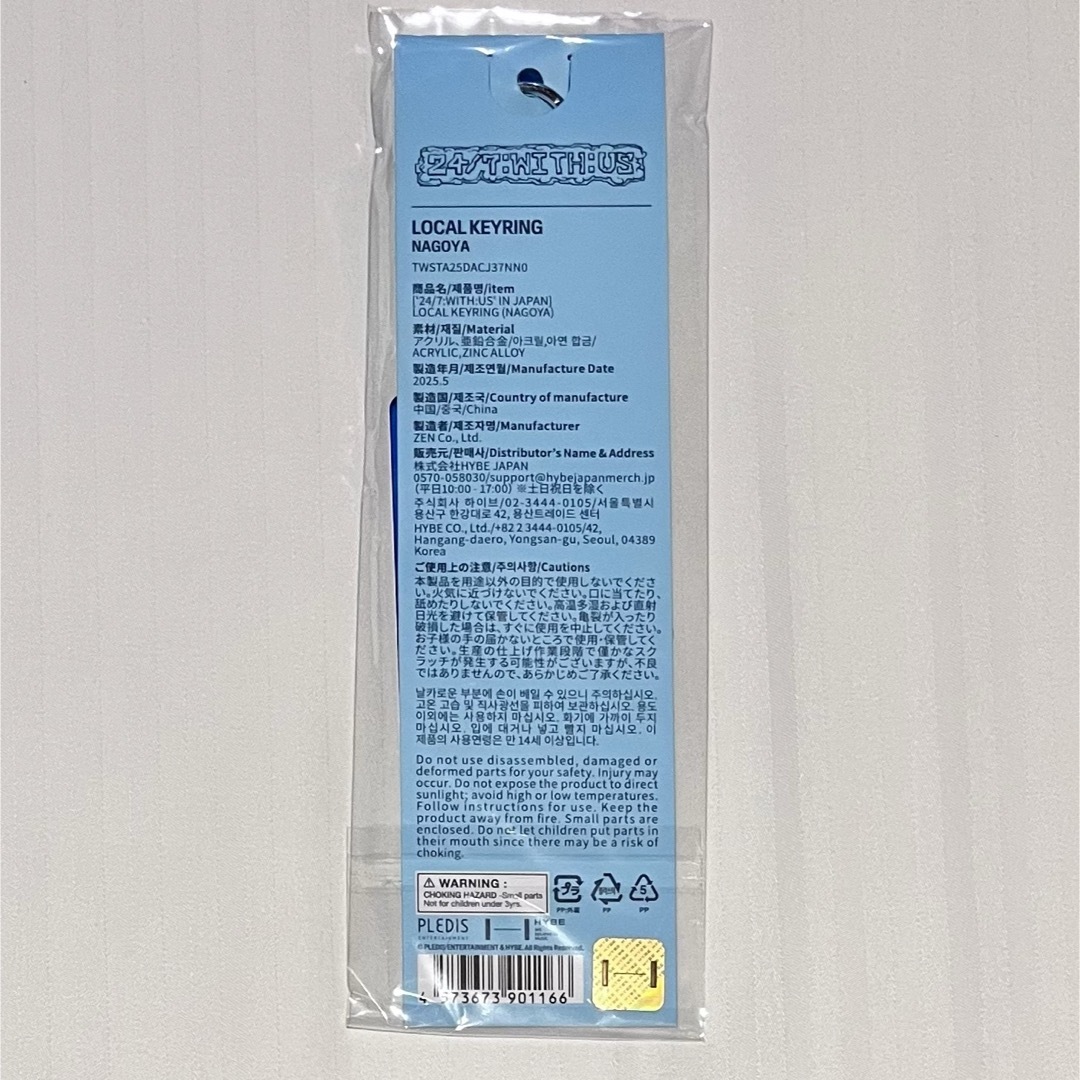 24/7:WITH:US
LOCAL KEYRING
NAGOYA
TWSTA25DACJ37NN0
商品名/제품명/item
['24/7:WITH:US' IN JAPAN]
LOCAL KEYRING (NAGOYA)
素材/재질/Material
アクリル、亜鉛合金/아크릴,아연 합금/
ACRYLIC,ZINC ALLOY
製造年月/제조연월/Manufacture Date
2025.5
製造国/제조국/Country of manufacture
中国/중국/China
製造者/제조자명/Manufacturer
ZEN Co., Ltd.
販売元/판매사/Distributor's Name & Address
株式会社HYBE JAPAN
0570-058030/support@hybejapanmerch.jp
(平日10:00 - 17:00) ※土日祝日を除く
주식회사 하이브/02-3444-0105/서울특별시
용산구 한강대로 42, 용산트레이드 센터
HYBE CO., Ltd./+82 2 3444-0105/42,
Hangang-daero, Yongsan-gu, Seoul, 04389
Korea
ご使用上の注意/주의사항/Cautions
本製品を用途以外の目的で使用しないでくださ
い。火気に近づけないでください。口に当てたり、
舐めたりしないでください。高温多湿および直射
日光を避けて保管してください。亀裂が入ったり
破損した場合は、すぐに使用を中止してください。
お子様の手の届かないところで使用・保管してく
ださい。生産の仕上げ作業段階で僅かなスク
ラッチが発生する可能性がございますが、不良
ではありませんので、あらかじめご了承ください。
날카로운 부분에 손이 베일 수 있으니 주의하십시오.
고온 고습 및 직사광선을 피하여 보관하십시오. 용도
이외에는 사용하지 마십시오. 화기에 가까이 두지
마십시오. 입에 대거나 넣고 빨지 마십시오. 이
제품의 사용연령은 만 14세 이상입니다.
Do not use disassembled, damaged or
deformed parts for your safety. Injury may
occur. Do not expose the product to direct
sunlight; avoid high or low temperatures.
Follow instructions for use. Keep the
product away from fire. Small parts are
enclosed. Do not let children put parts in
their mouth since there may be a risk of
choking.
WARNING :
CHOKING HAZARD -Small parts
Not for children under 3yrs.
プラ
PP:外蓋
PP
5
PP
PLEDIS
ENTERTAINMENT
HYBE
© PLEDIS ENTERTAINMENT & HYBE. All Rights Reserved.
4 573673 901166